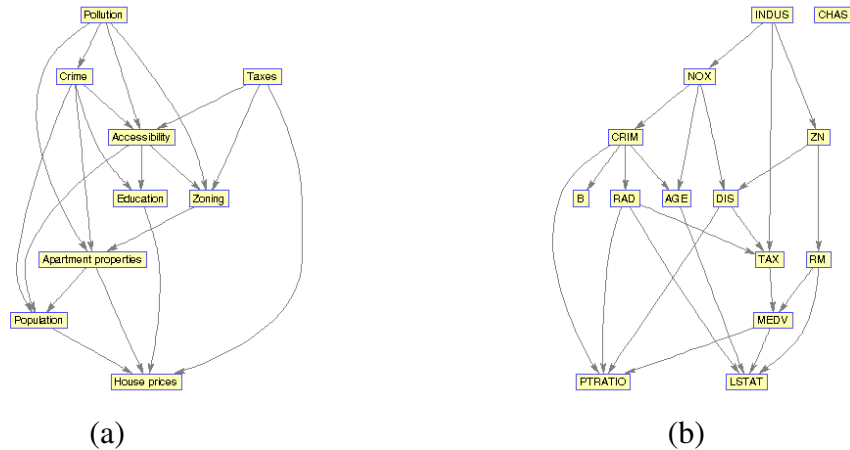 Pollution
INDUS
CHAS
Crime
Taxes
NOX
Accessibility
CRIM
ZN
Education
Zoning
B
RAD
AGE
DIS
Apartment properties
TAX
RM
Population
MEDV
House prices
PTRATIO
LSTAT
(a)
(b)